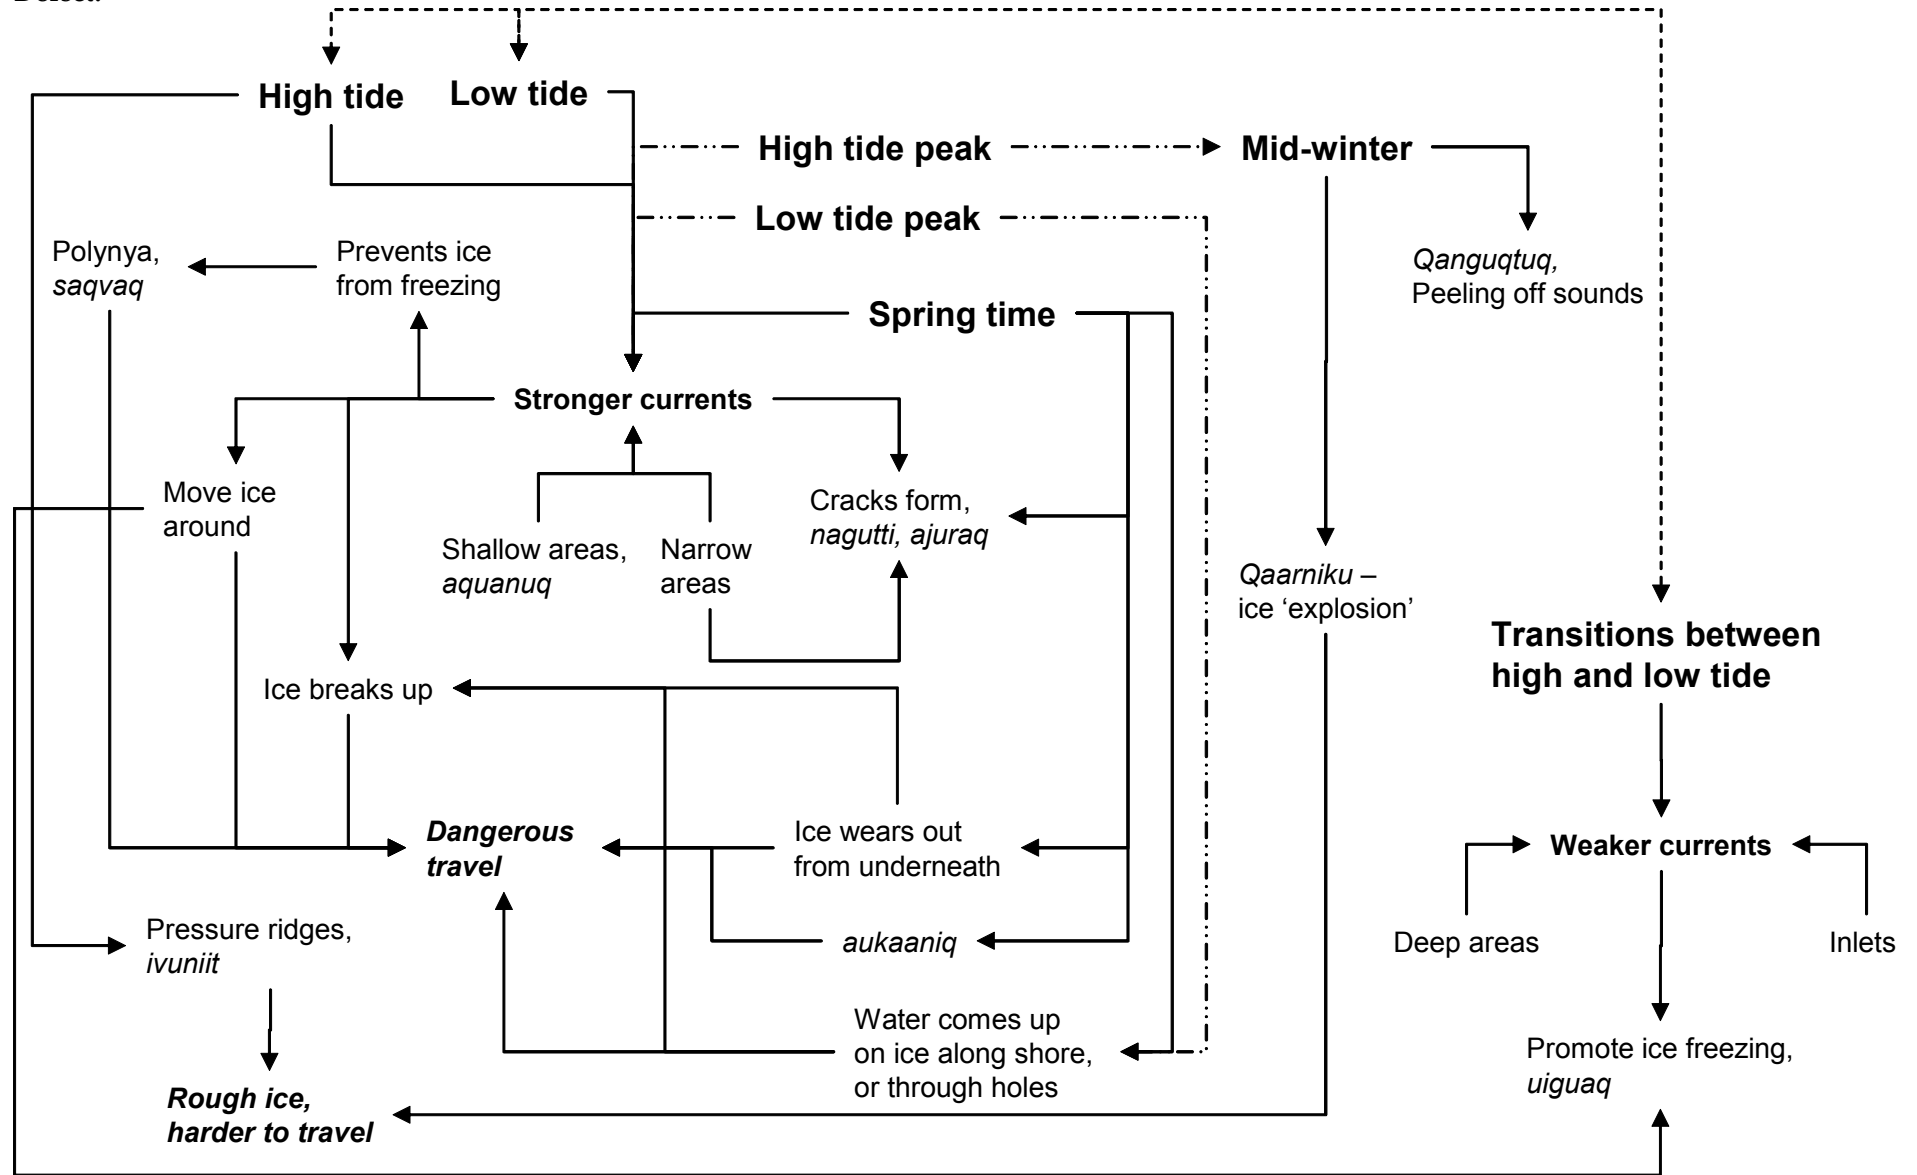 High tide
Low tide
High tide peak
Mid-winter
Low tide peak
Polynya,
saqvaq
Prevents ice
from freezing
Qanguqtuq,
Peeling off sounds
Spring time
Stronger currents
Move ice
around
Shallow areas,
aquanuq
Narrow
areas
Cracks form,
nagutti, ajuraq
Qaarniku –
ice ‘explosion’
Transitions between
high and low tide
Ice breaks up
Dangerous
travel
Ice wears out
from underneath
Weaker currents
Pressure ridges,
ivuniit
aukaaniq
Deep areas
Inlets
Water comes up
on ice along shore,
or through holes
Promote ice freezing,
uiguaq
Rough ice,
harder to travel